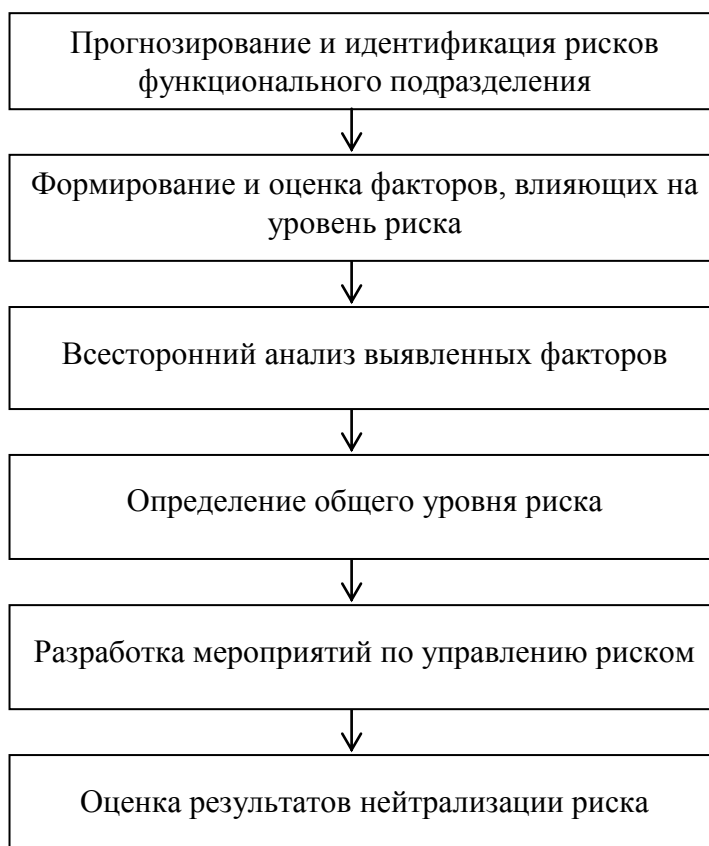 Прогнозирование и идентификация рисков
функционального подразделения
Формирование и оценка факторов, влияющих на
уровень риска
Всесторонний анализ выявленных факторов
Определение общего уровня риска
Разработка мероприятий по управлению риском
Оценка результатов нейтрализации риска